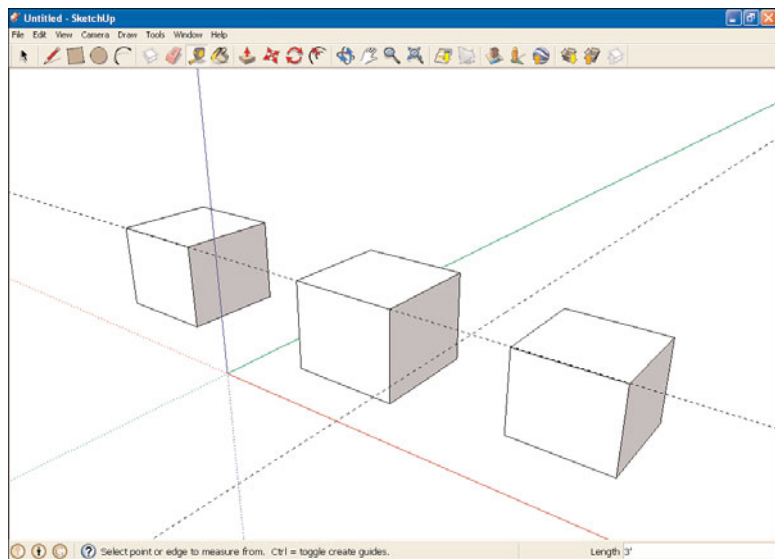 Untitled - SketchUp
File Edit View Camera Draw Tools Window Help
Select point or edge to measure from. Ctrl = toggle create guides.
Length 3'